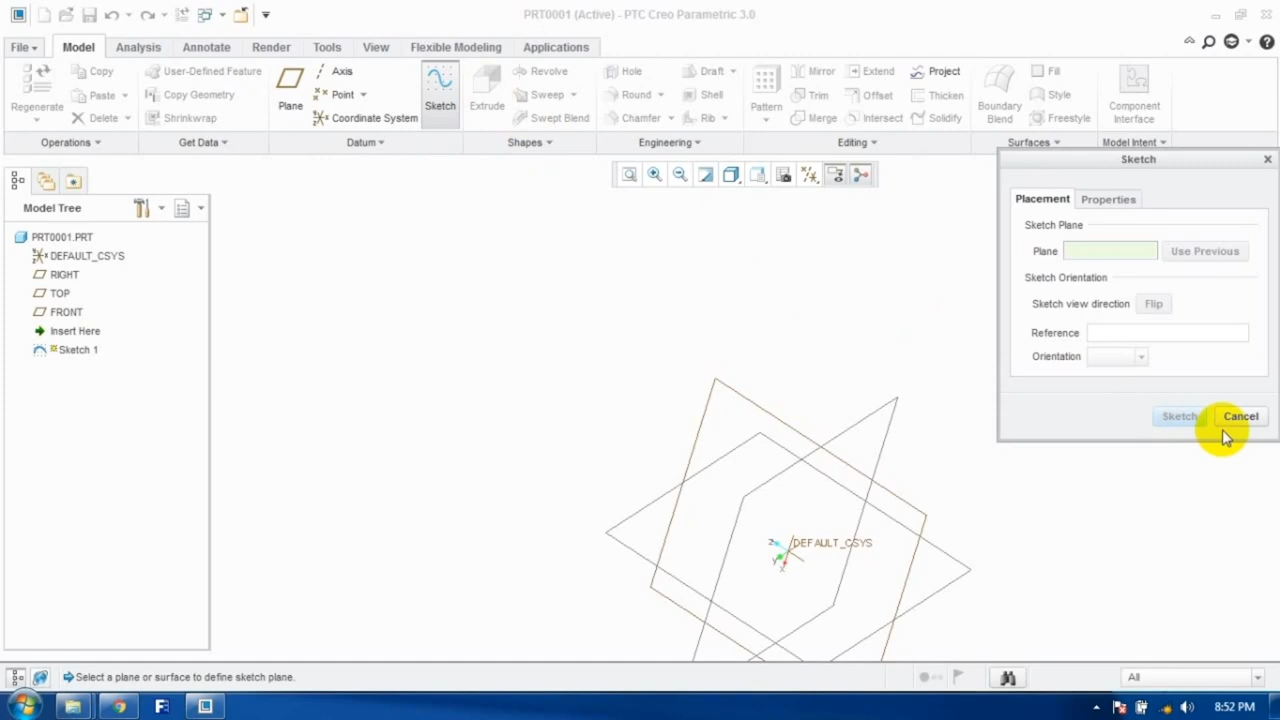 PRT0001 (Active) - PTC Creo Parametric 3.0
File Model Analysis Annotate Render Tools View Flexible Modeling Applications
Regenerate
Copy
Paste
Delete
User-Defined Feature
Copy Geometry
Shrinkwrap
Plane
Axis
Point
Coordinate System
Sketch
Extrude
Revolve
Sweep
Swept Blend
Hole
Round
Chamfer
Draft
Shell
Rib
Pattern
Mirror
Trim
Merge
Extend
Offset
Intersect
Project
Thicken
Solidify
Boundary
Blend
Fill
Style
Freestyle
Component
Interface
Operations Get Data Datum Shapes Engineering Editing Surfaces Model Intent
Model Tree
PRT0001.PRT
DEFAULT_CSYS
RIGHT
TOP
FRONT
Insert Here
Sketch 1
Sketch
Placement Properties
Sketch Plane
Plane Use Previous
Sketch Orientation
Sketch view direction Flip
Reference
Orientation
Sketch Cancel
DEFAULT_CSYS
Z
Y
X
Select a plane or surface to define sketch plane.
All
8:52 PM